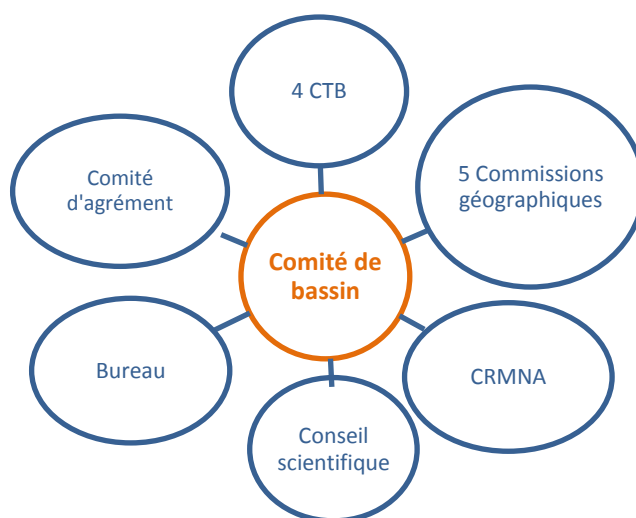 4 CTB
5 Commissions
géographiques
Comité
d'agrément
Comité de
bassin
Bureau
CRMNA
Conseil
scientifique